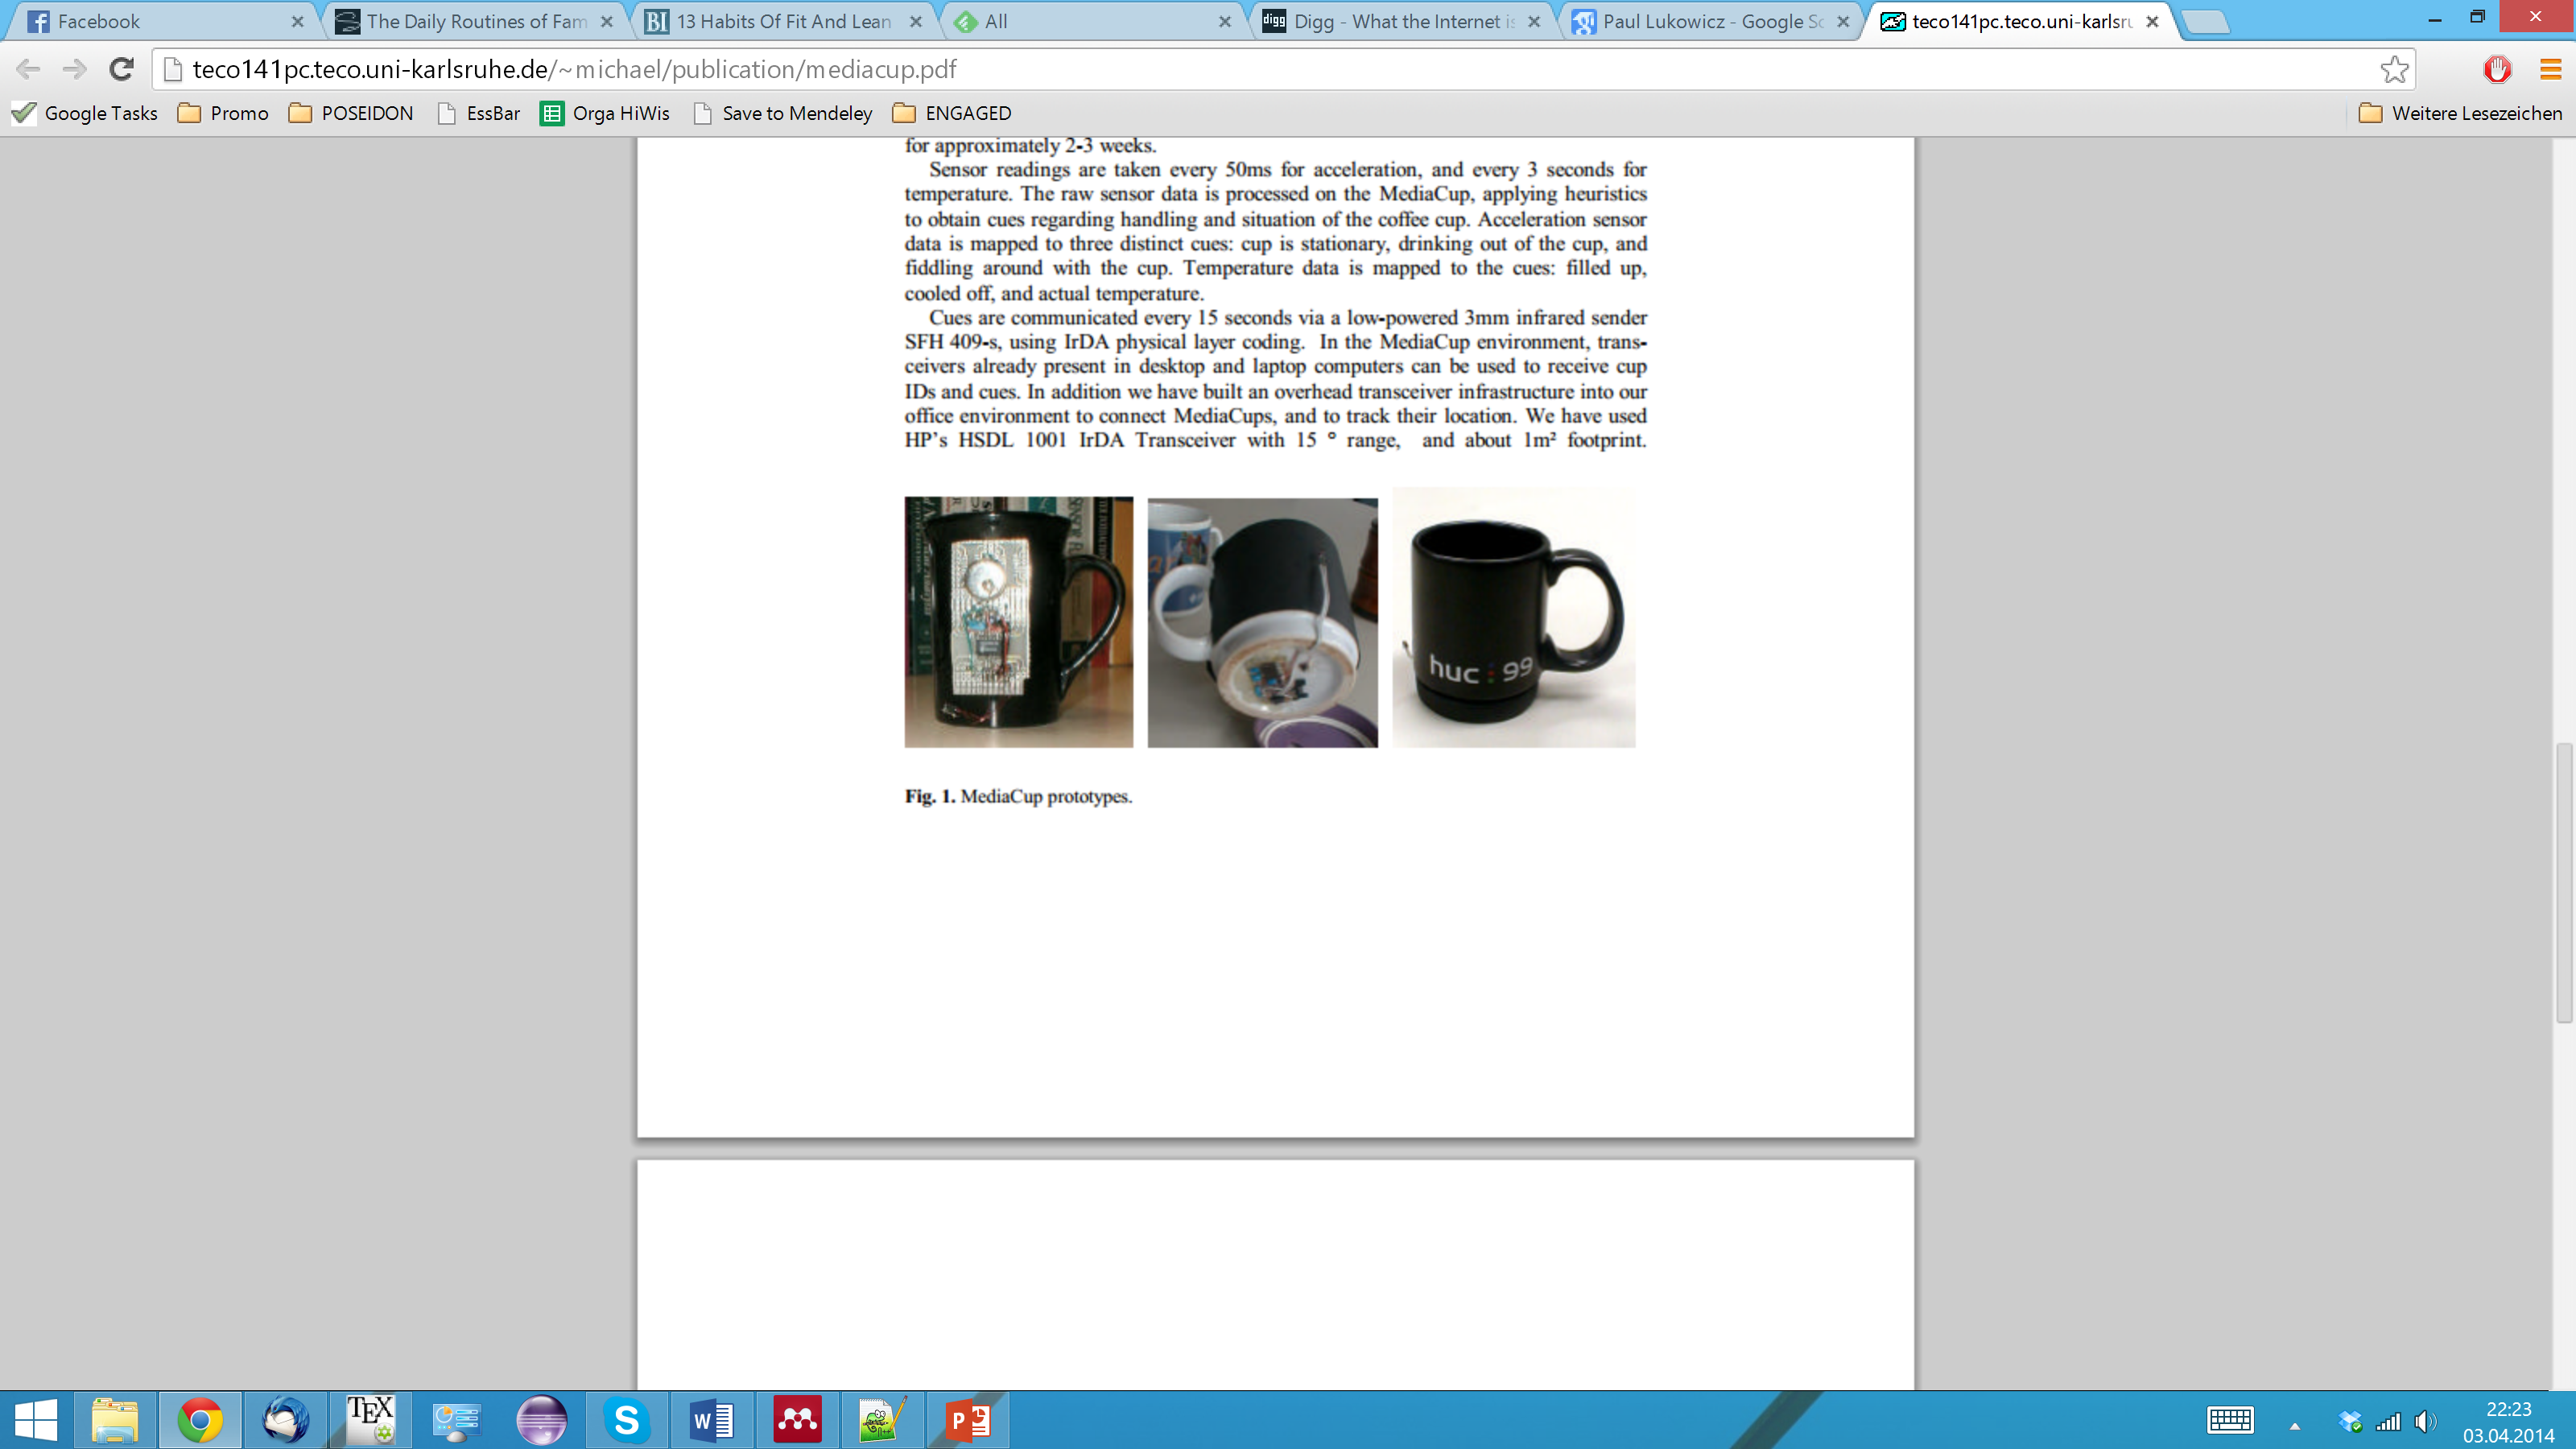 Facebook
The Daily Routines of Fam
BI 13 Habits Of Fit And Lean
All
digg Digg - What the Internet is
g Paul Lukowicz - Google Sc
teco141pc.teco.uni-karlsru
teco141pc.teco.uni-karlsruhe.de/~michael/publication/mediacup.pdf
Google Tasks Promo POSEIDON EssBar Orga HiWis Save to Mendeley ENGAGED Weitere Lesezeichen
for approximately 2-3 weeks.
Sensor readings are taken every 50ms for acceleration, and every 3 seconds for
temperature. The raw sensor data is processed on the MediaCup, applying heuristics
to obtain cues regarding handling and situation of the coffee cup. Acceleration sensor
data is mapped to three distinct cues: cup is stationary, drinking out of the cup, and
fiddling around with the cup. Temperature data is mapped to the cues: filled up,
cooled off, and actual temperature.
Cues are communicated every 15 seconds via a low-powered 3mm infrared sender
SFH 409-s, using IrDA physical layer coding. In the MediaCup environment, trans-
ceivers already present in desktop and laptop computers can be used to receive cup
IDs and cues. In addition we have built an overhead transceiver infrastructure into our
office environment to connect MediaCups, and to track their location. We have used
HP's HSDL 1001 IrDA Transceiver with 15 ° range, and about 1m² footprint.
huc : 99
Fig. 1. MediaCup prototypes.
TEX
S
W
P
22:23
03.04.2014